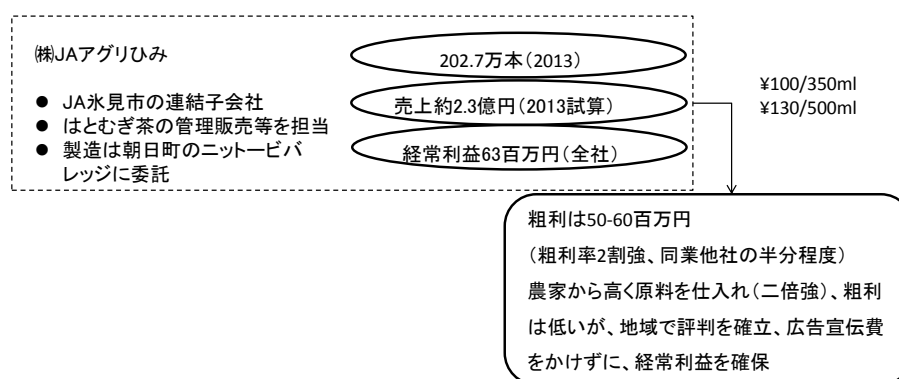 ㈱JAアグリひみ
● JA氷見市の連結子会社
● はとむぎ茶の管理販売等を担当
● 製造は朝日町のニットービバ
レッジに委託
202.7万本(2013)
売上約2.3億円(2013試算)
経常利益63百万円(全社)
¥100/350ml
¥130/500ml
粗利は50-60百万円
(粗利率2割強、同業他社の半分程度)
農家から高く原料を仕入れ(二倍強)、粗利
は低いが、地域で評判を確立、広告宣伝費
をかけずに、経常利益を確保